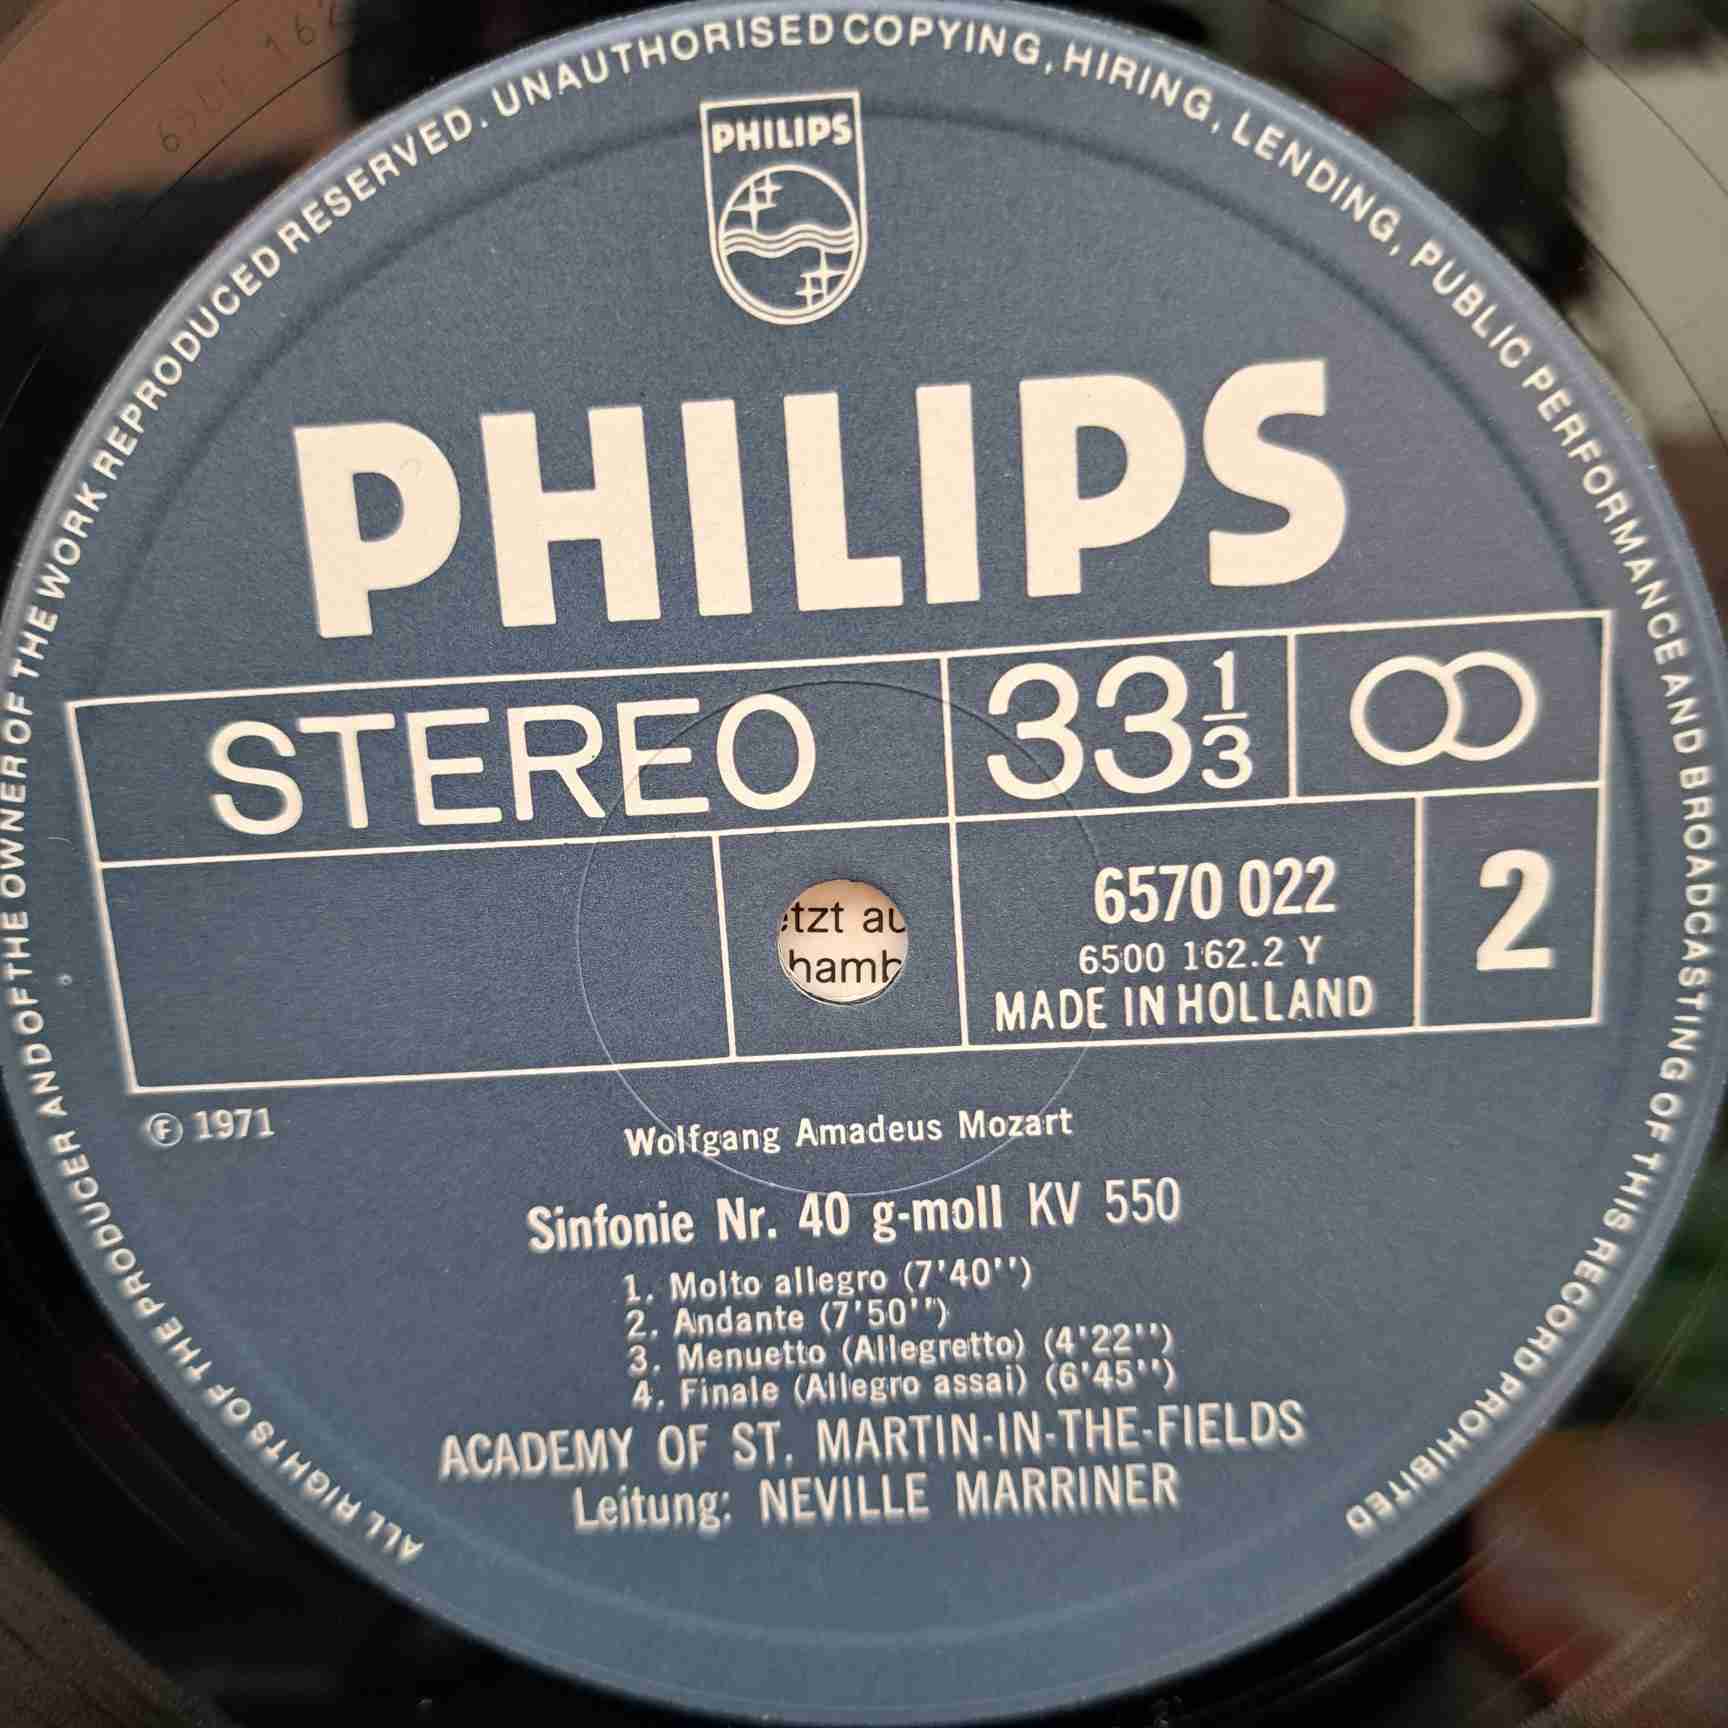 ALL RIGHTS OF THE PRODUCER AND OF THE OWNER OF THE WORK REPRODUCED RESERVED. UNAUTHORISED COPYING, HIRING, LENDING, PUBLIC PERFORMANCE AND BROADCASTING OF THIS RECORD PROHIBITED
PHILIPS
PHILIPS
STEREO 33 1/3
6570 022 2
6500 162.2 Y
MADE IN HOLLAND
etzt au
hamb
Ⓕ 1971
Wolfgang Amadeus Mozart
Sinfonie Nr. 40 g-moll KV 550
1. Molto allegro (7'40'')
2. Andante (7'50'')
3. Menuetto (Allegretto) (4'22'')
4. Finale (Allegro assai) (6'45'')
ACADEMY OF ST. MARTIN-IN-THE-FIELDS
Leitung: NEVILLE MARRINER